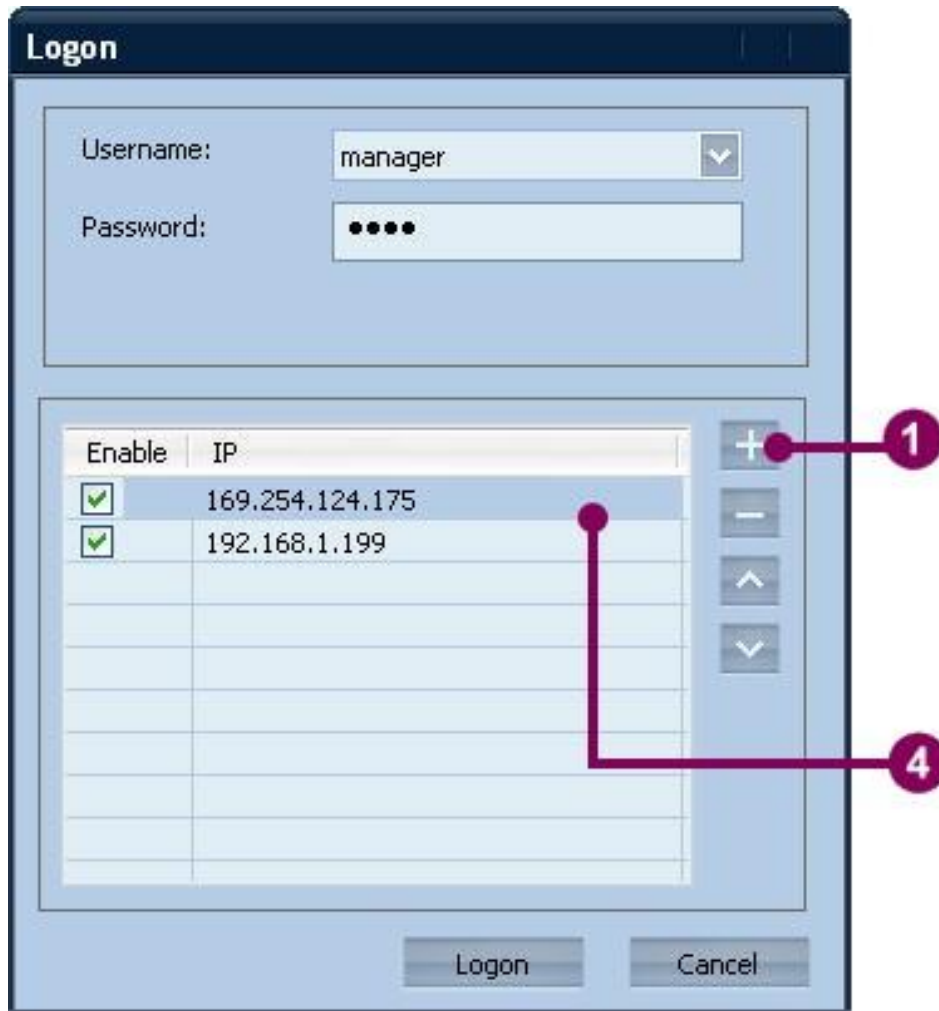 Logon
Username: manager
Password: ••••
Enable IP
1
169.254.124.175
192.168.1.199
4
Logon Cancel